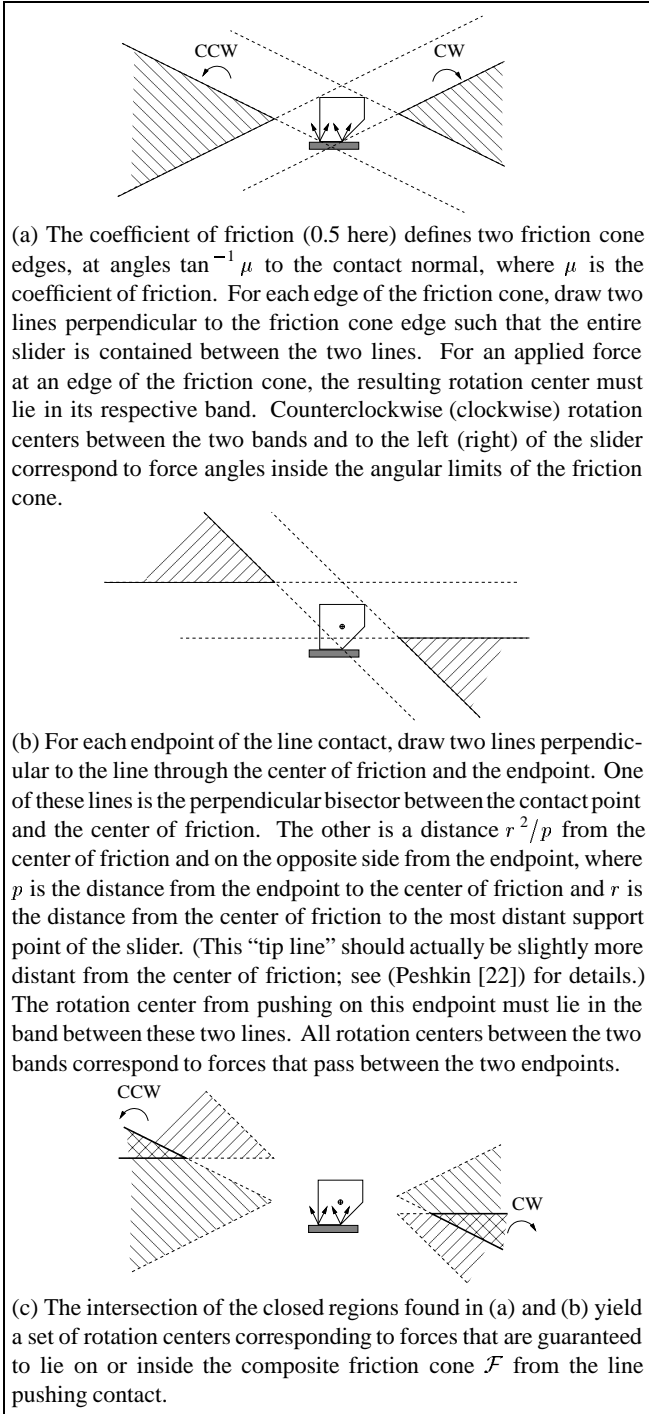 CCW
CW
(a) The coefficient of friction (0.5 here) defines two friction cone
edges, at angles tan⁻¹ μ to the contact normal, where μ is the
coefficient of friction. For each edge of the friction cone, draw two
lines perpendicular to the friction cone edge such that the entire
slider is contained between the two lines. For an applied force
at an edge of the friction cone, the resulting rotation center must
lie in its respective band. Counterclockwise (clockwise) rotation
centers between the two bands and to the left (right) of the slider
correspond to force angles inside the angular limits of the friction
cone.
(b) For each endpoint of the line contact, draw two lines perpendic-
ular to the line through the center of friction and the endpoint. One
of these lines is the perpendicular bisector between the contact point
and the center of friction. The other is a distance r²/p from the
center of friction and on the opposite side from the endpoint, where
p is the distance from the endpoint to the center of friction and r is
the distance from the center of friction to the most distant support
point of the slider. (This “tip line” should actually be slightly more
distant from the center of friction; see (Peshkin [22]) for details.)
The rotation center from pushing on this endpoint must lie in the
band between these two lines. All rotation centers between the two
bands correspond to forces that pass between the two endpoints.
CCW
CW
(c) The intersection of the closed regions found in (a) and (b) yield
a set of rotation centers corresponding to forces that are guaranteed
to lie on or inside the composite friction cone ℱ from the line
pushing contact.